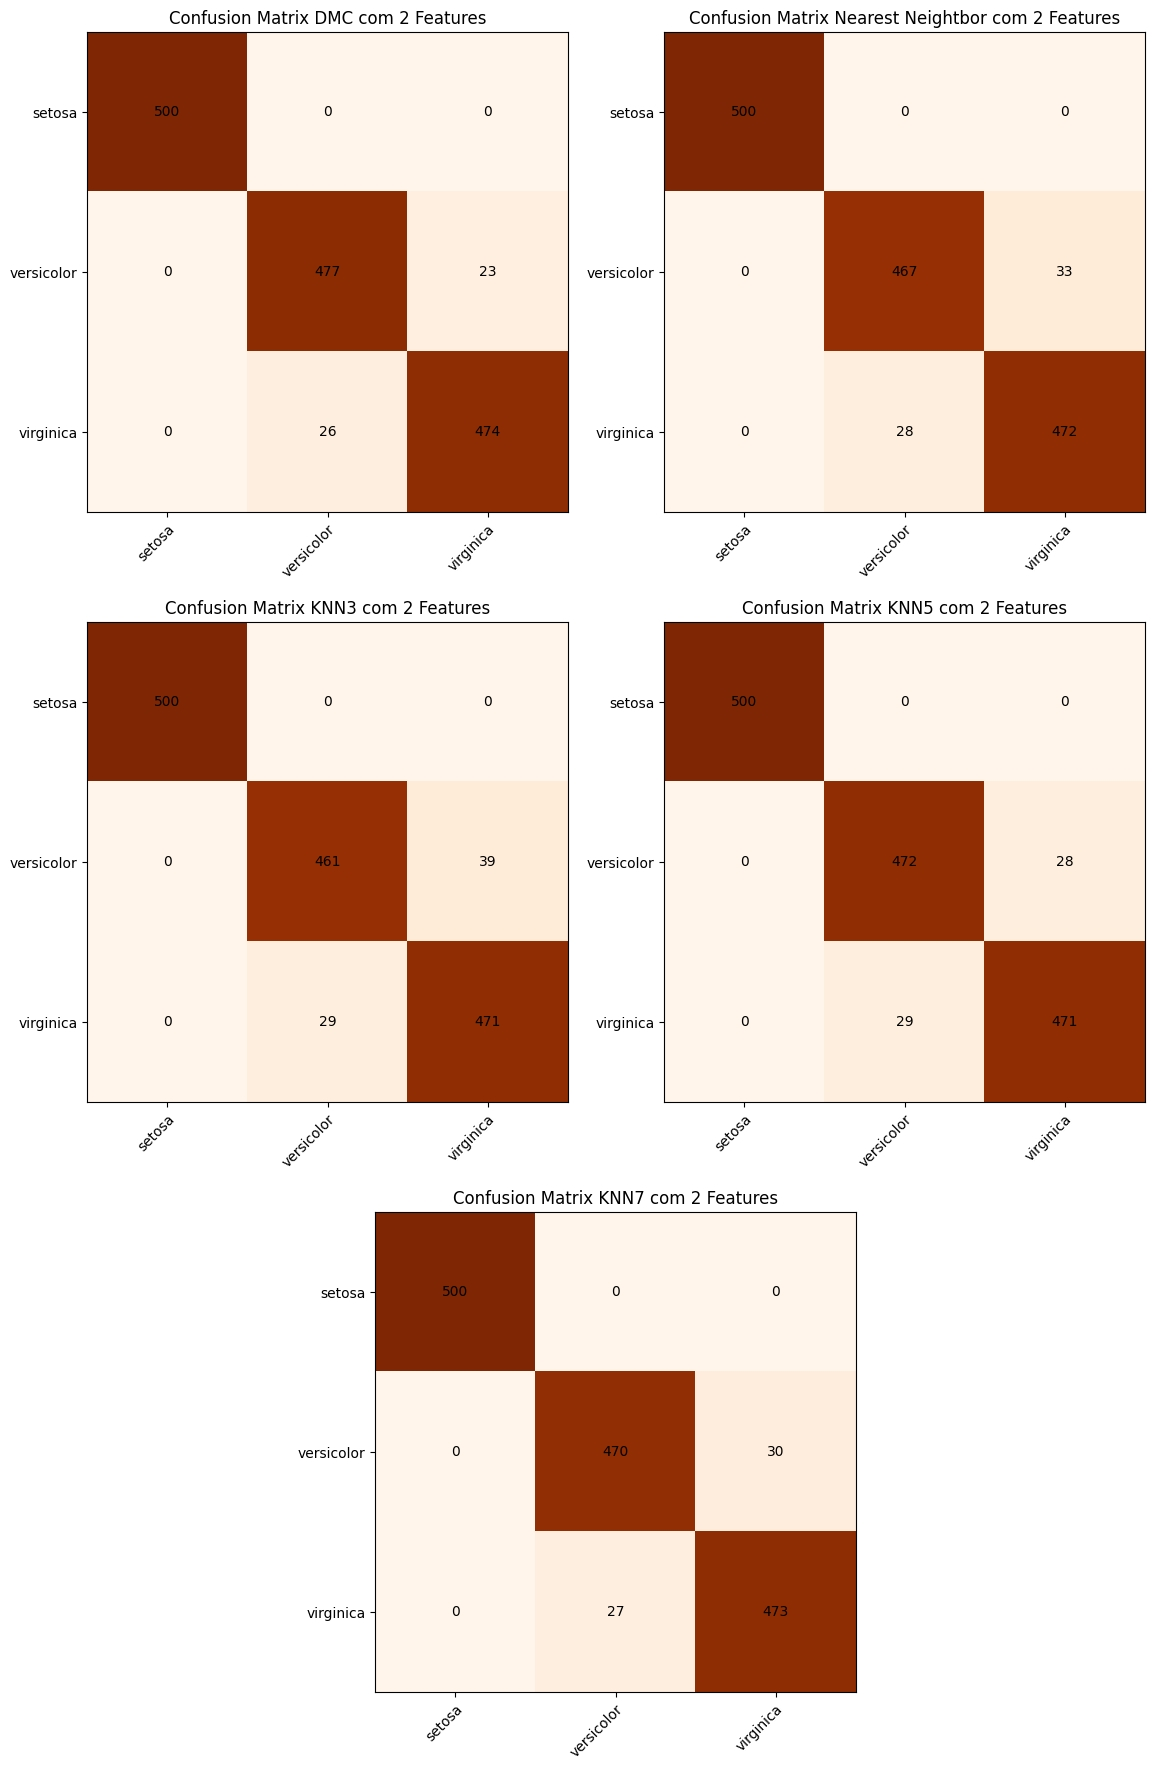 Confusion Matrix DMC com 2 Features
setosa
500 0 0
versicolor
0 477 23
virginica
0 26 474
setosa
versicolor
virginica
Confusion Matrix Nearest Neightbor com 2 Features
setosa
500 0 0
versicolor
0 467 33
virginica
0 28 472
setosa
versicolor
virginica
Confusion Matrix KNN3 com 2 Features
setosa
500 0 0
versicolor
0 461 39
virginica
0 29 471
setosa
versicolor
virginica
Confusion Matrix KNN5 com 2 Features
setosa
500 0 0
versicolor
0 472 28
virginica
0 29 471
setosa
versicolor
virginica
Confusion Matrix KNN7 com 2 Features
setosa
500 0 0
versicolor
0 470 30
virginica
0 27 473
setosa
versicolor
virginica